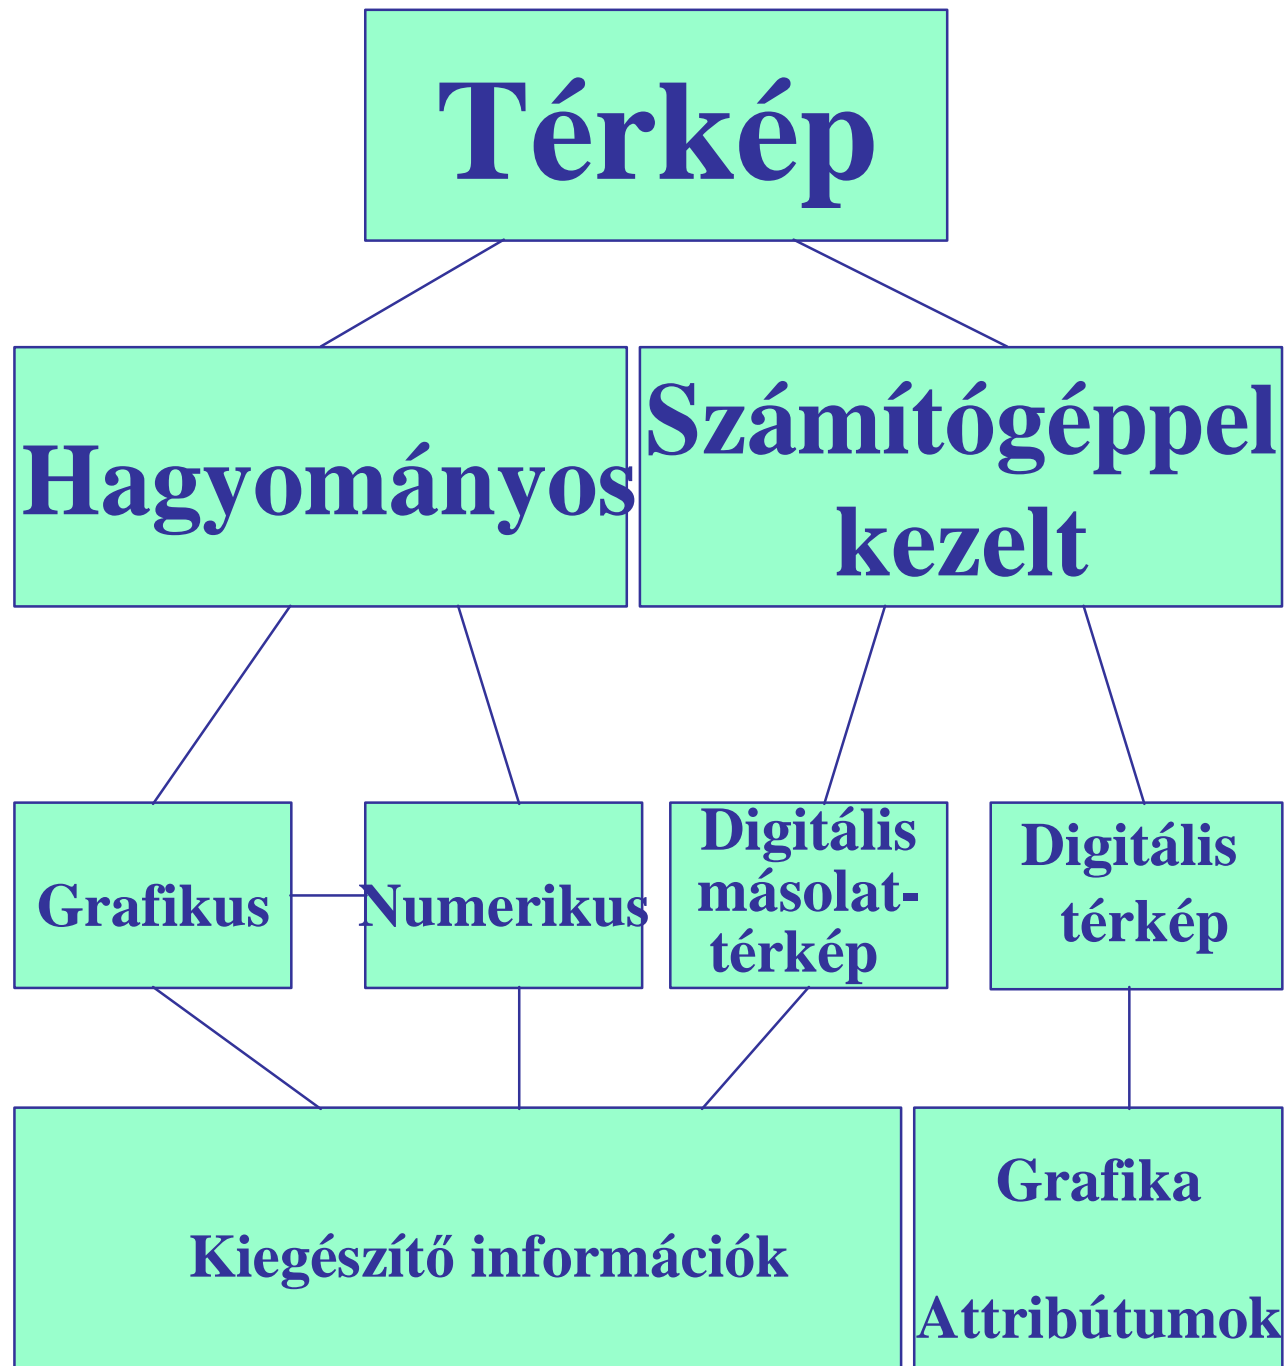 Térkép
Hagyományos
Számítógéppel
kezelt
Grafikus
Numerikus
Digitális
másolat-
térkép
Digitális
térkép
Kiegészítő információk
Grafika
Attribútumok